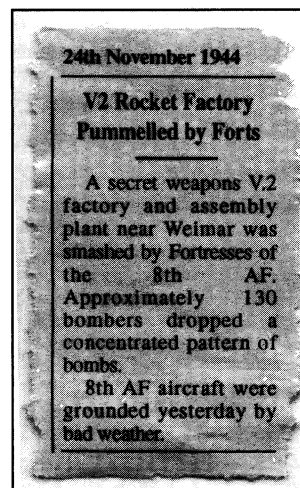 24th November 1944
V2 Rocket Factory
Pummelled by Forts
A secret weapons V.2
factory and assembly
plant near Weimar was
smashed by Fortresses of
the 8th AF.
Approximately 130
bombers dropped a
concentrated pattern of
bombs.
8th AF aircraft were
grounded yesterday by
bad weather.